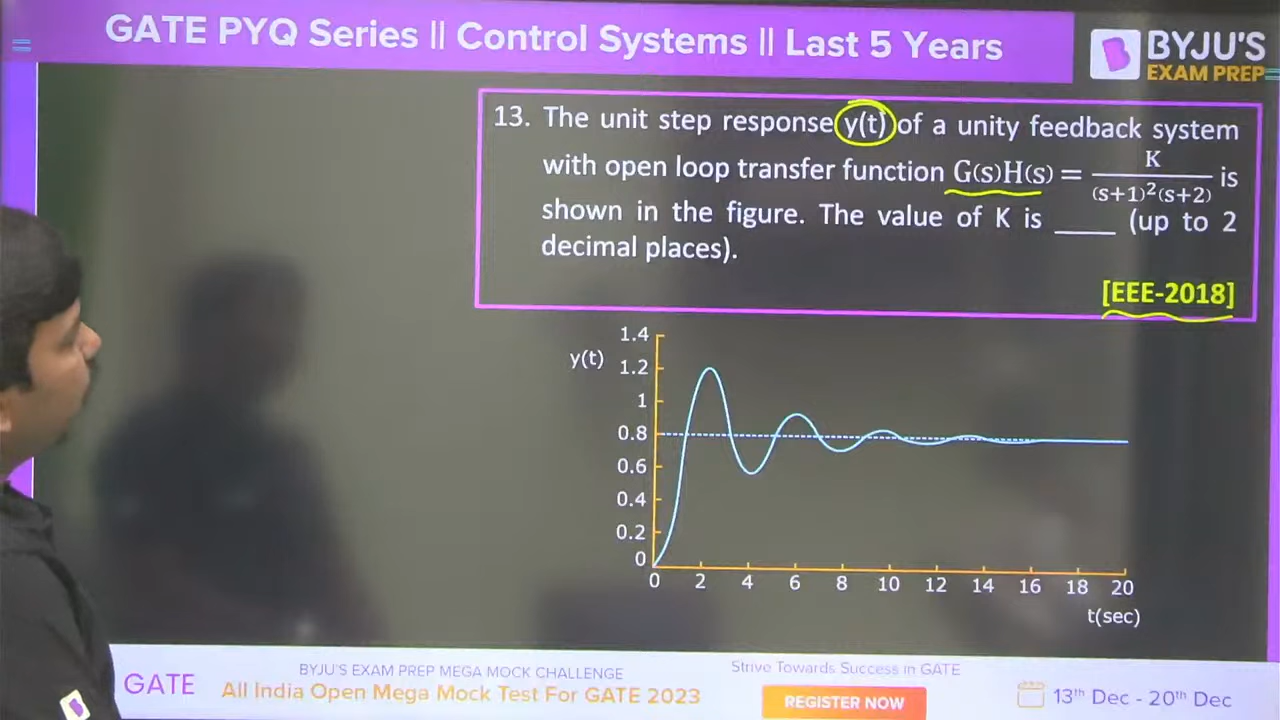 GATE PYQ Series || Control Systems || Last 5 Years
BYJU'S
EXAM PREP
13. The unit step response y(t) of a unity feedback system
with open loop transfer function G(s)H(s) = K/((s+1)²(s+2)) is
shown in the figure. The value of K is ____ (up to 2
decimal places).
[EEE-2018]
y(t)
1.4
1.2
1
0.8
0.6
0.4
0.2
0
0 2 4 6 8 10 12 14 16 18 20
t(sec)
GATE
BYJU'S EXAM PREP MEGA MOCK CHALLENGE
All India Open Mega Mock Test For GATE 2023
Strive Towards Success in GATE
REGISTER NOW
13th Dec - 20th Dec